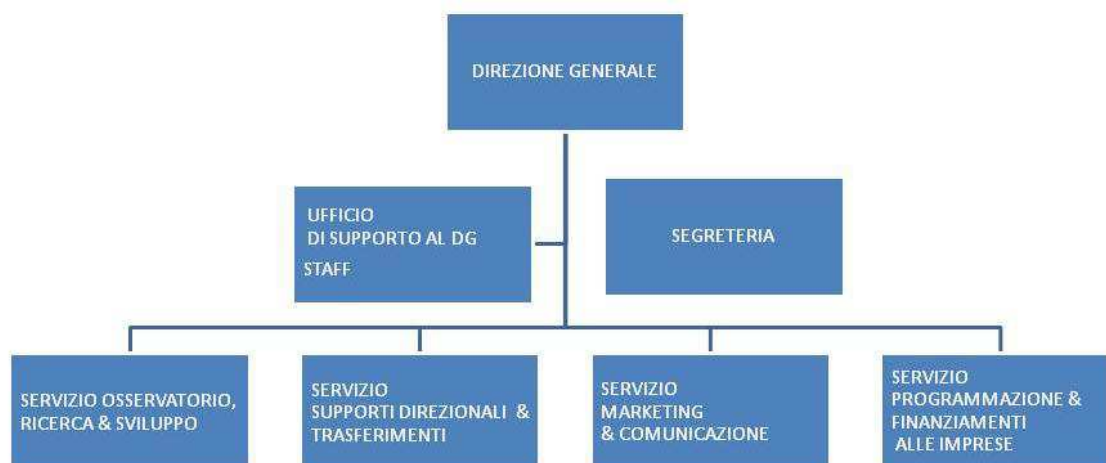 DIREZIONE GENERALE
UFFICIO
DI SUPPORTO AL DG
STAFF
SEGRETERIA
SERVIZIO OSSERVATORIO,
RICERCA & SVILUPPO
SERVIZIO
SUPPORTI DIREZIONALI &
TRASFERIMENTI
SERVIZIO
MARKETING
& COMUNICAZIONE
SERVIZIO
PROGRAMMAZIONE &
FINANZIAMENTI
ALLE IMPRESE